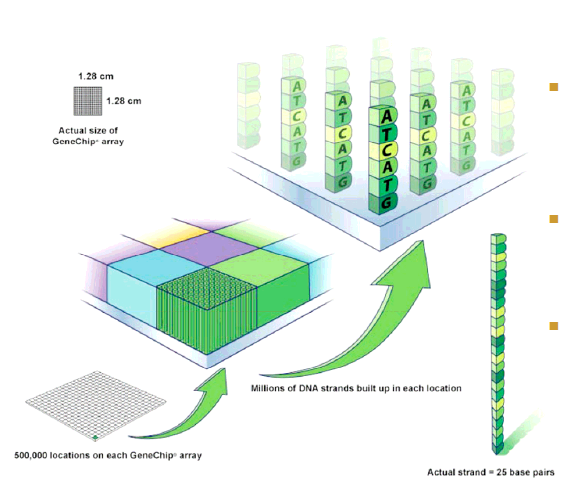 1.28 cm
1.28 cm
Actual size of
GeneChip® array
A
T
C
A
T
G
A
T
C
A
T
G
A
T
C
A
T
G
A
T
C
A
T
G
A
T
C
A
T
G
Millions of DNA strands built up in each location
500,000 locations on each GeneChip® array
Actual strand = 25 base pairs